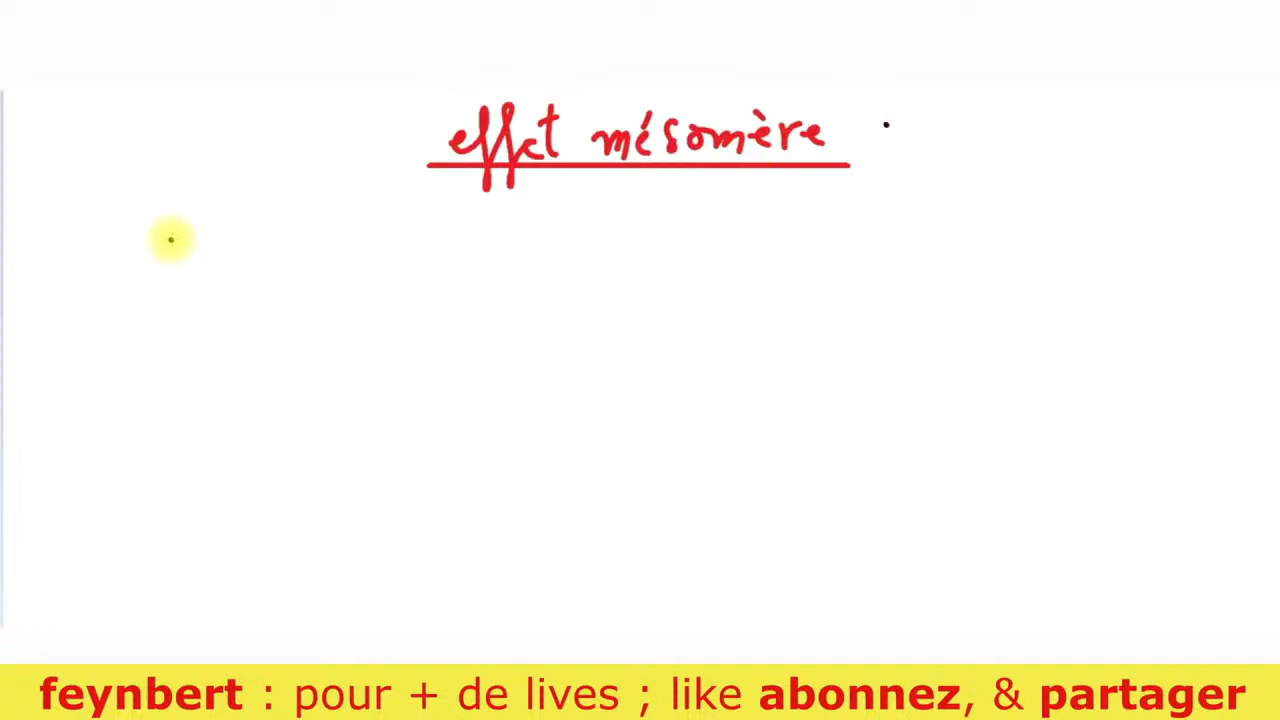 effet mésomère
feynbert : pour + de lives ; like abonnez, & partager